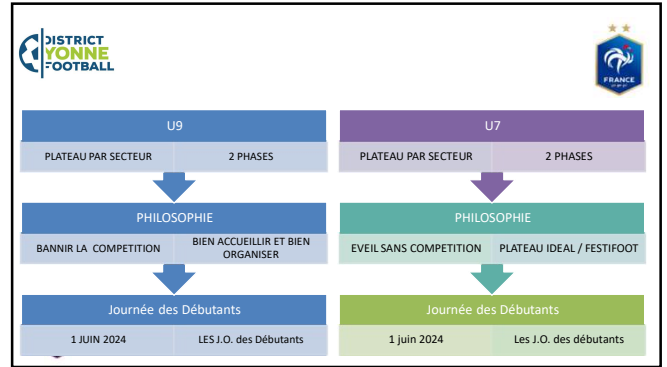 DISTRICT
YONNE
FOOTBALL
FRANCE
FFF
U9
PLATEAU PAR SECTEUR
2 PHASES
PHILOSOPHIE
BANNIR LA COMPETITION
BIEN ACCUEILLIR ET BIEN
ORGANISER
Journée des Débutants
1 JUIN 2024
LES J.O. des Débutants
U7
PLATEAU PAR SECTEUR
2 PHASES
PHILOSOPHIE
EVEIL SANS COMPETITION
PLATEAU IDEAL / FESTIFOOT
Journée des Débutants
1 juin 2024
Les J.O. des débutants